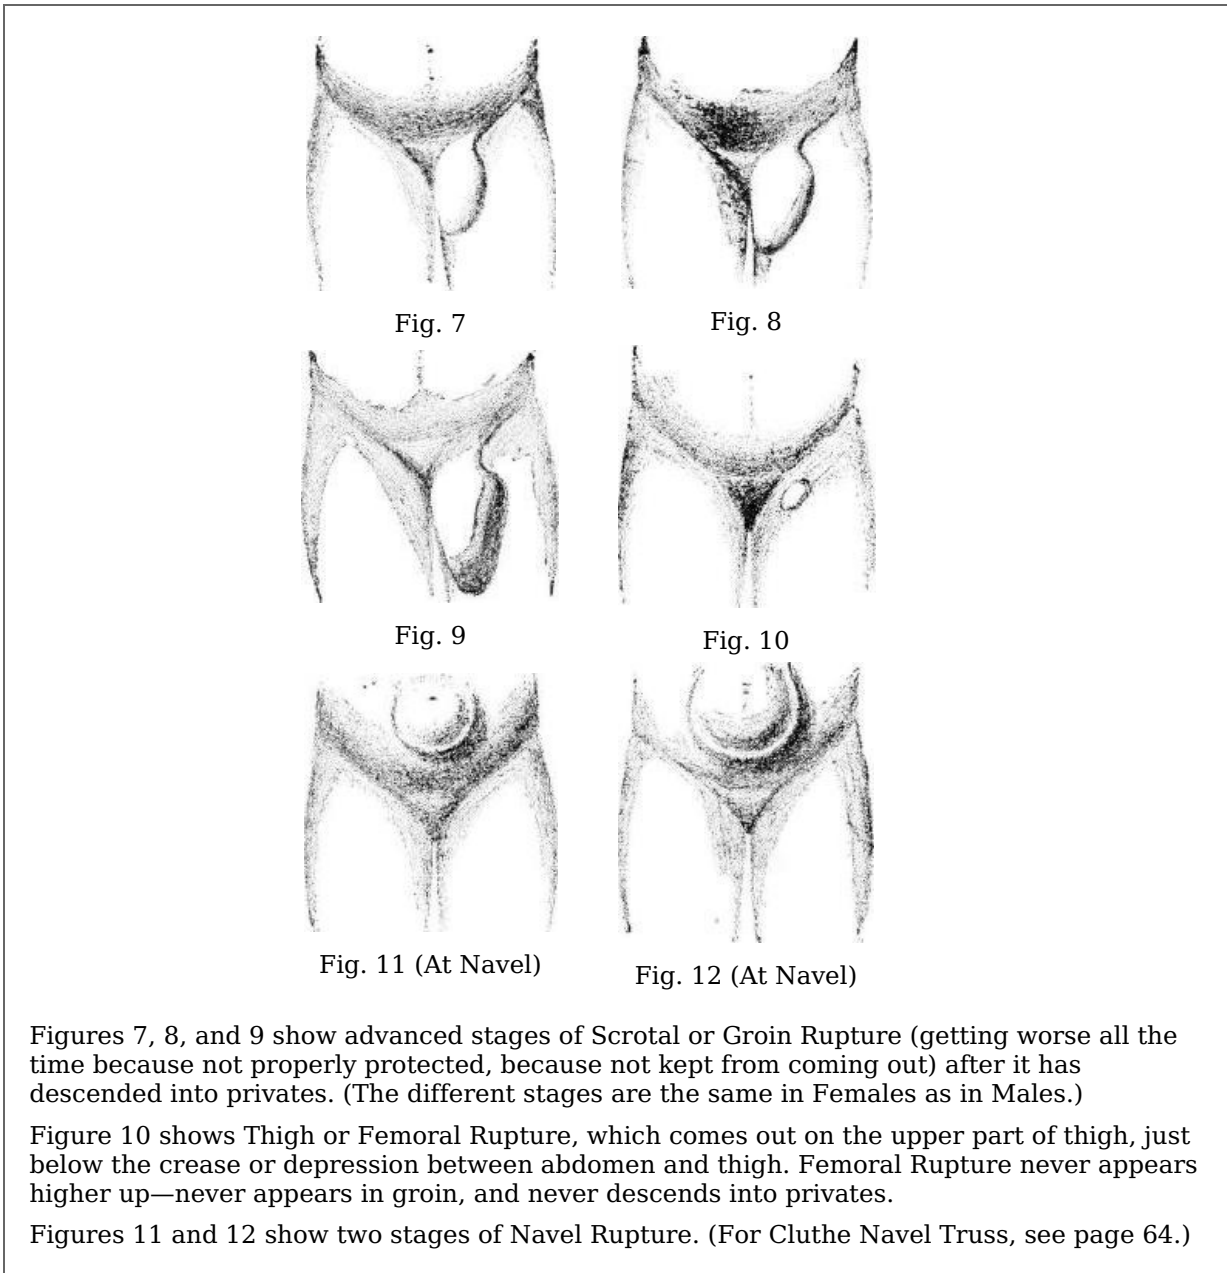 Fig. 7
Fig. 8
Fig. 9
Fig. 10
Fig. 11 (At Navel)
Fig. 12 (At Navel)
Figures 7, 8, and 9 show advanced stages of Scrotal or Groin Rupture (getting worse all the
time because not properly protected, because not kept from coming out) after it has
descended into privates. (The different stages are the same in Females as in Males.)
Figure 10 shows Thigh or Femoral Rupture, which comes out on the upper part of thigh, just
below the crease or depression between abdomen and thigh. Femoral Rupture never appears
higher up—never appears in groin, and never descends into privates.
Figures 11 and 12 show two stages of Navel Rupture. (For Cluthe Navel Truss, see page 64.)